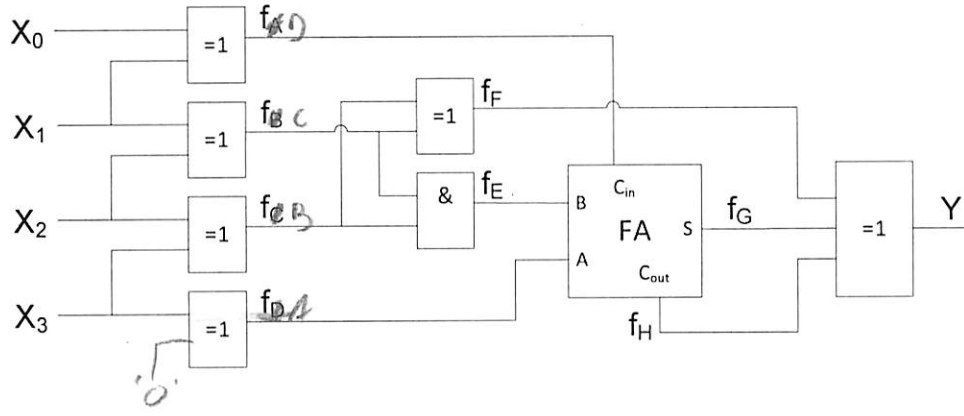 X0 =1 fA D
X1 =1 fB C =1 fF
X2 =1 fC B & fE
X3 =1 fD A
'0'
Cin
B FA S fG =1 Y
A
Cout
fH